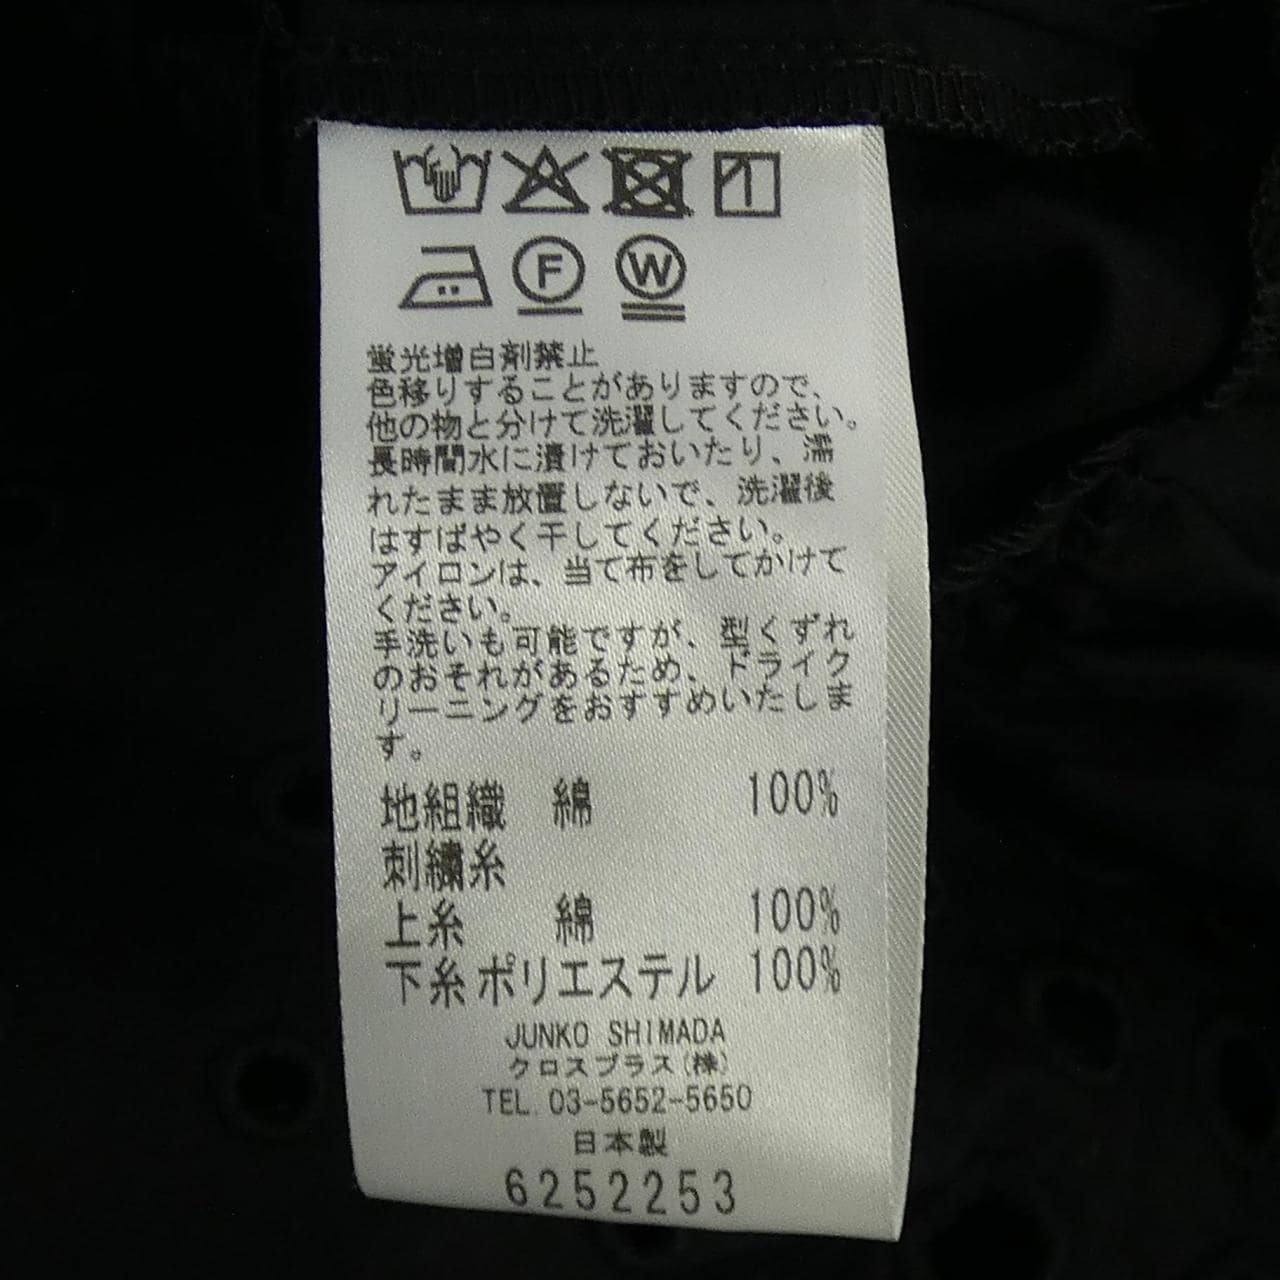 F W
蛍光増白剤禁止
色移りすることがありますので、
他の物と分けて洗濯してください。
長時間水に漬けておいたり、濡
れたまま放置しないで、洗濯後
はすばやく干してください。
アイロンは、当て布をしてかけて
ください。
手洗いも可能ですが、型くずれ
のおそれがあるため、ドライク
リーニングをおすすめいたしま
す。
地組織 綿 100%
刺繍糸
上糸 綿 100%
下糸 ポリエステル 100%
JUNKO SHIMADA
クロスプラス(株)
TEL. 03-5652-5650
日本製
6252253